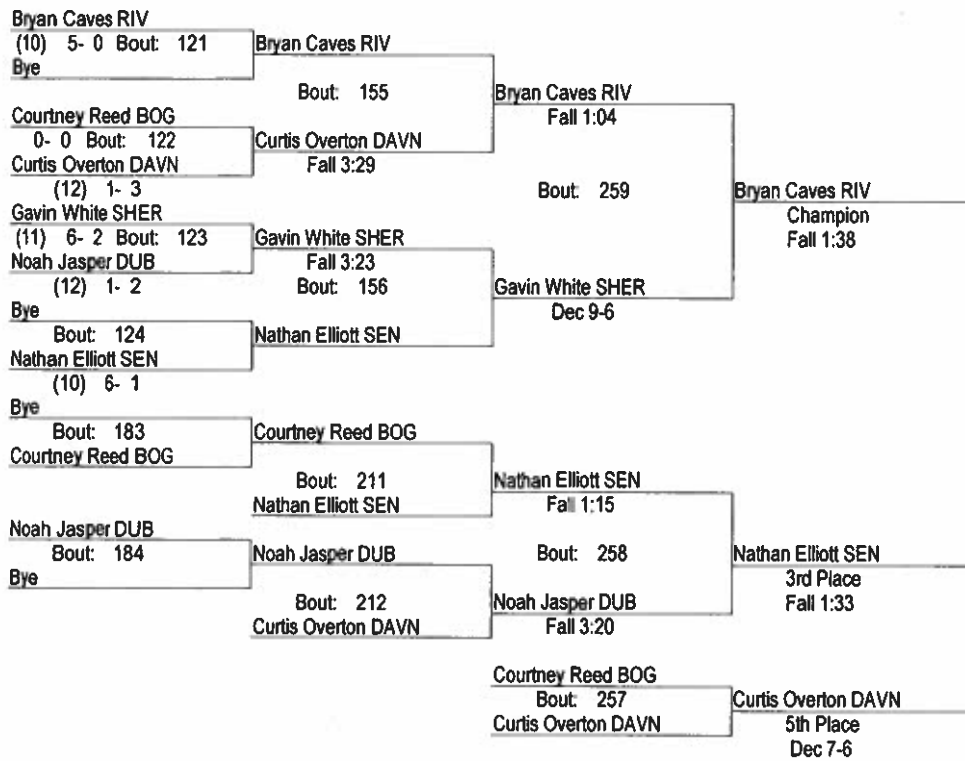 Bryan Caves RIV
(10) 5- 0 Bout: 121
Bye
Bryan Caves RIV
Bout: 155
Courtney Reed BOG
0- 0 Bout: 122
Curtis Overton DAVN
(12) 1- 3
Curtis Overton DAVN
Fall 3:29
Bryan Caves RIV
Fall 1:04
Bout: 259
Gavin White SHER
(11) 6- 2 Bout: 123
Noah Jasper DUB
(12) 1- 2
Gavin White SHER
Fall 3:23
Bout: 156
Bye
Bout: 124
Nathan Elliott SEN
(10) 6- 1
Nathan Elliott SEN
Gavin White SHER
Dec 9-6
Bryan Caves RIV
Champion
Fall 1:38
Bye
Bout: 183
Courtney Reed BOG
Courtney Reed BOG
Bout: 211
Nathan Elliott SEN
Nathan Elliott SEN
Fall 1:15
Bout: 258
Noah Jasper DUB
Bout: 184
Bye
Noah Jasper DUB
Bout: 212
Curtis Overton DAVN
Noah Jasper DUB
Fall 3:20
Nathan Elliott SEN
3rd Place
Fall 1:33
Courtney Reed BOG
Bout: 257
Curtis Overton DAVN
Curtis Overton DAVN
5th Place
Dec 7-6